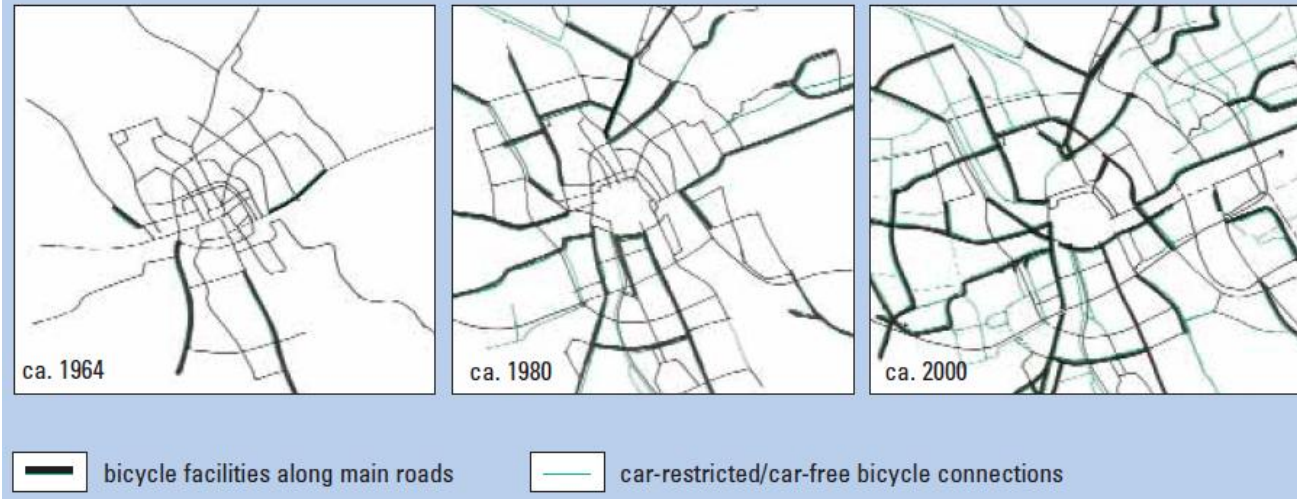 ca. 1964
ca. 1980
ca. 2000
bicycle facilities along main roads
car-restricted/car-free bicycle connections